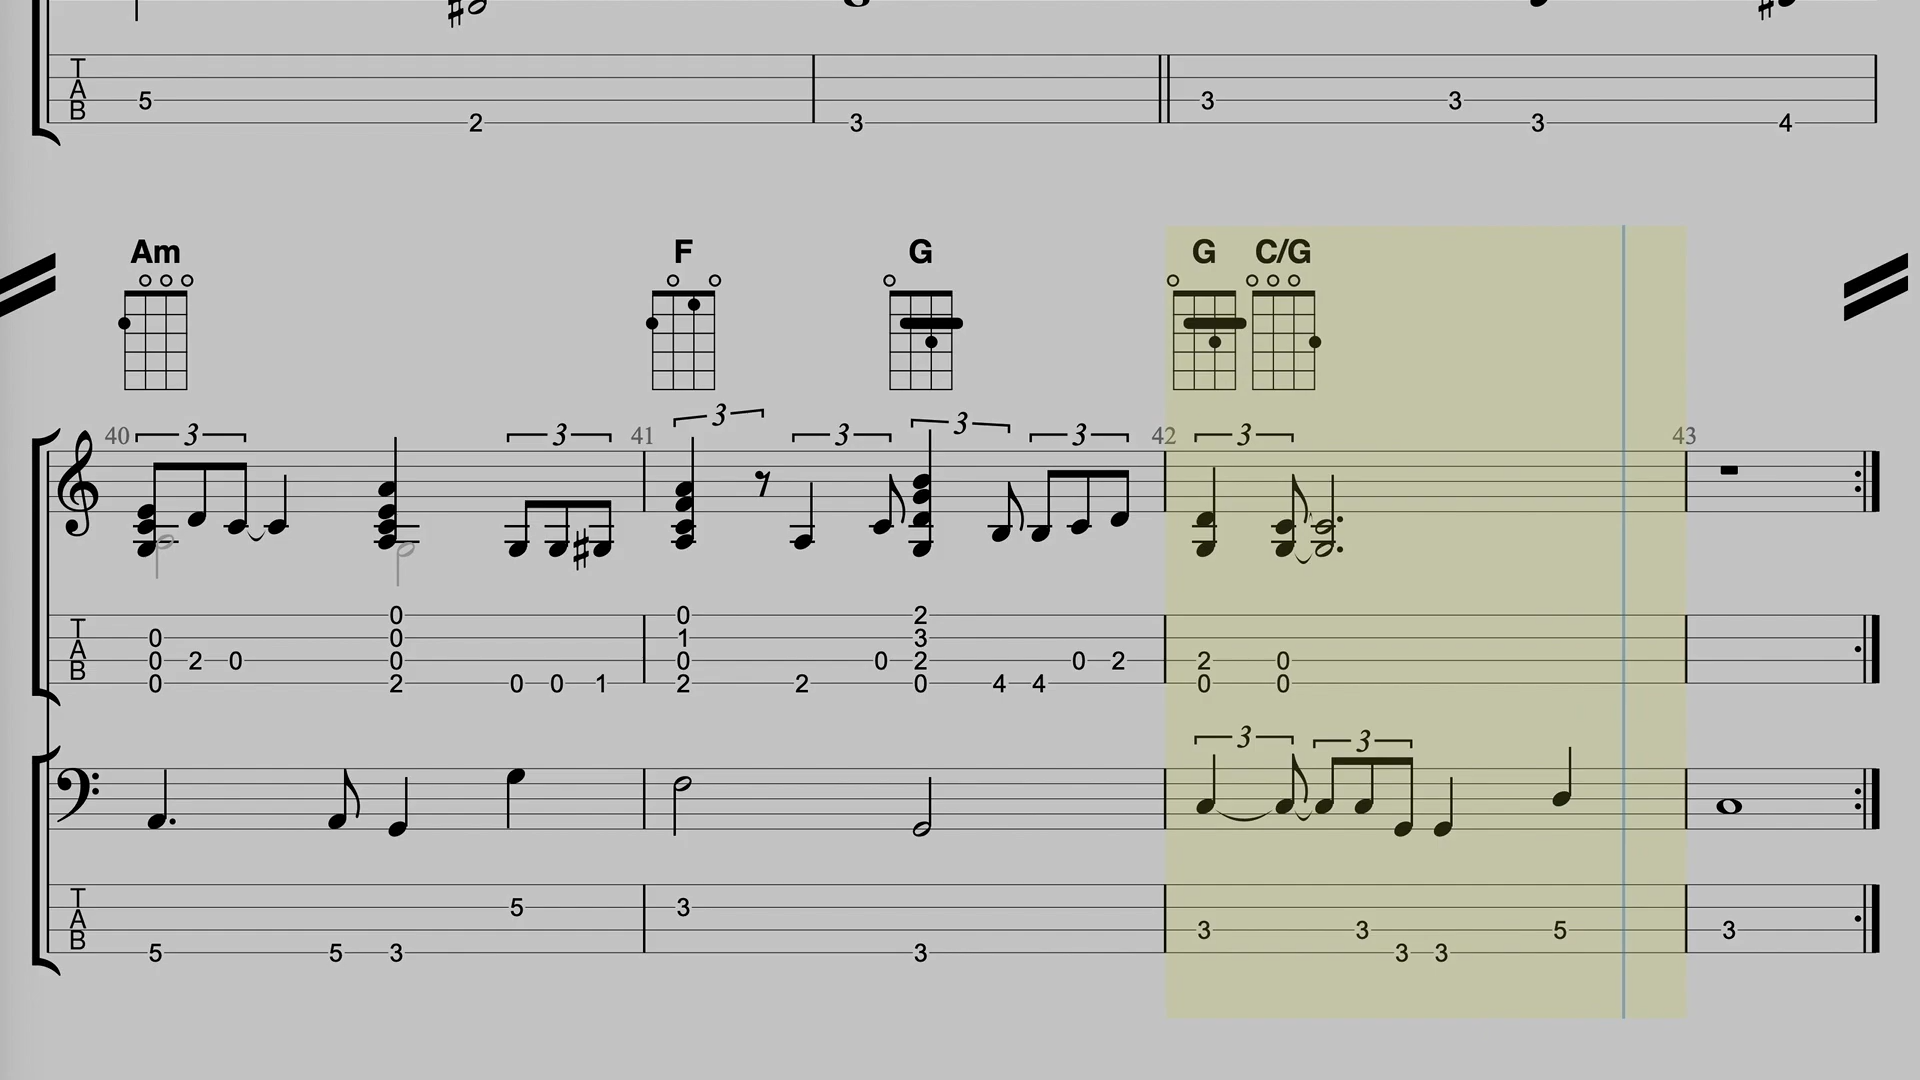 T
A
B
5 2 3 3 3 3 4
Am F G G C/G
40 3 3 41 3 3 3 3 42 3 43
T
A
B
0 0 2
0 0 1 3
0 2 0 0 0 0 2 0 2 2 0
0 2 0 0 1 2 2 0 4 4 0 0
3 3
T
A
B
5 3
3 3 5 3
5 5 3 3 3 3